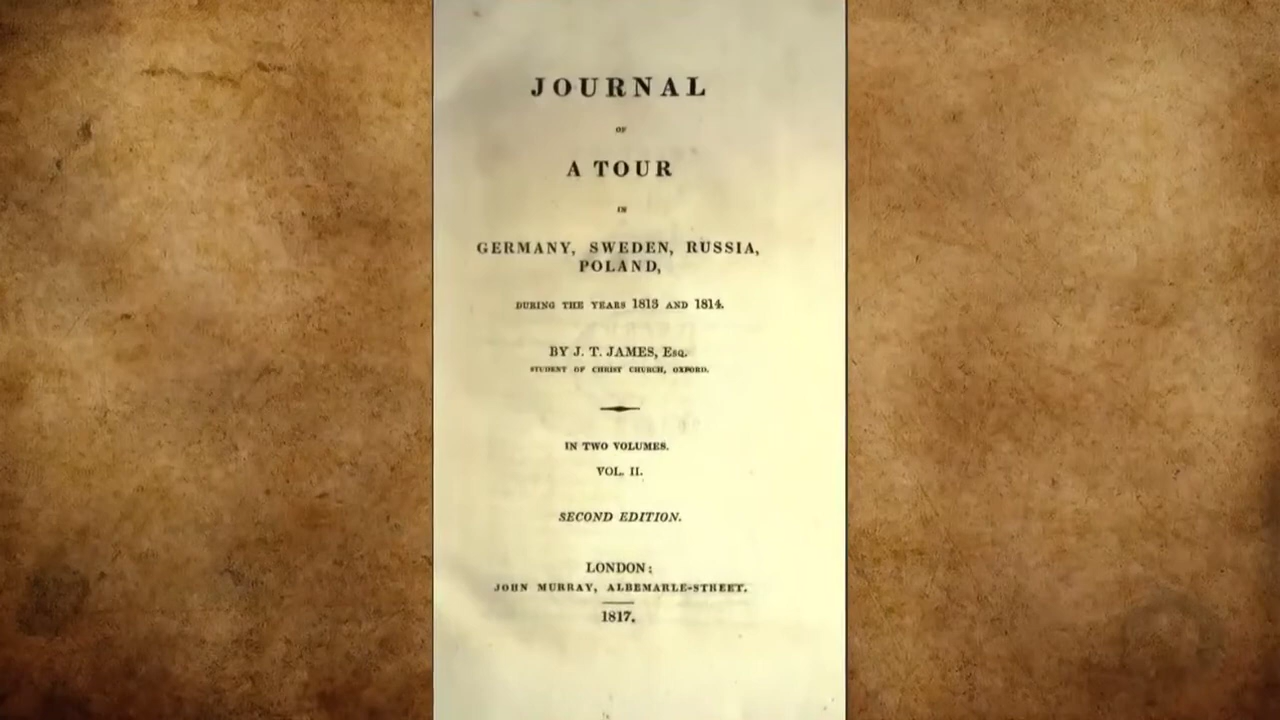 JOURNAL
OF
A TOUR
IN
GERMANY, SWEDEN, RUSSIA,
POLAND,
DURING THE YEARS 1813 AND 1814.
BY J. T. JAMES, Esq.
STUDENT OF CHRIST CHURCH, OXFORD.
IN TWO VOLUMES.
VOL. II.
SECOND EDITION.
LONDON:
JOHN MURRAY, ALBEMARLE-STREET.
1817.